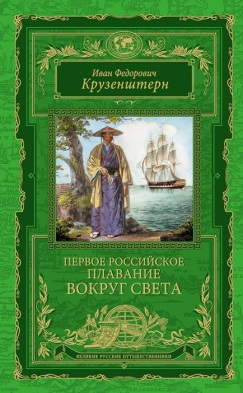 Иван Федорович
Крузенштерн
ПЕРВОЕ РОССИЙСКОЕ
ПЛАВАНИЕ
ВОКРУГ СВЕТА
ВЕЛИКИЕ РУССКИЕ ПУТЕШЕСТВЕННИКИ